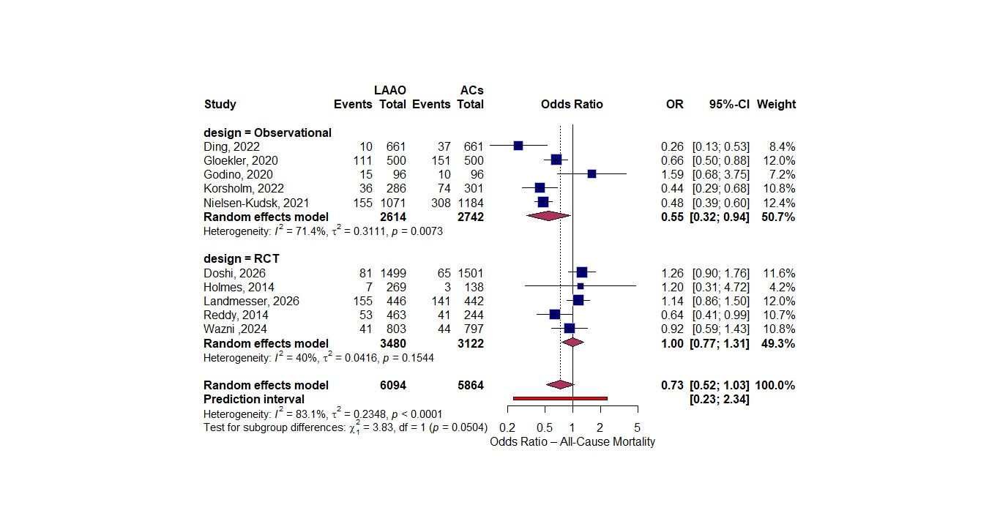 LAAO ACs
Study Events Total Events Total Odds Ratio OR 95%-CI Weight
design = Observational
Ding, 2022 10 661 37 661 0.26 [0.13; 0.53] 8.4%
Gloekler, 2020 111 500 151 500 0.66 [0.50; 0.88] 12.0%
Godino, 2020 15 96 10 96 1.59 [0.68; 3.75] 7.2%
Korsholm, 2022 36 286 74 301 0.44 [0.29; 0.68] 10.8%
Nielsen-Kudsk, 2021 155 1071 308 1184 0.48 [0.39; 0.60] 12.4%
Random effects model 2614 2742 0.55 [0.32; 0.94] 50.7%
Heterogeneity: I² = 71.4%, τ² = 0.3111, p = 0.0073
design = RCT
Doshi, 2026 81 1499 65 1501 1.26 [0.90; 1.76] 11.6%
Holmes, 2014 7 269 3 138 1.20 [0.31; 4.72] 4.2%
Landmesser, 2026 155 446 141 442 1.14 [0.86; 1.50] 12.0%
Reddy, 2014 53 463 41 244 0.64 [0.41; 0.99] 10.7%
Wazni ,2024 41 803 44 797 0.92 [0.59; 1.43] 10.8%
Random effects model 3480 3122 1.00 [0.77; 1.31] 49.3%
Heterogeneity: I² = 40%, τ² = 0.0416, p = 0.1544
Random effects model 6094 5864 0.73 [0.52; 1.03] 100.0%
Prediction interval [0.23; 2.34]
Heterogeneity: I² = 83.1%, τ² = 0.2348, p < 0.0001
Test for subgroup differences: χ²₁ = 3.83, df = 1 (p = 0.0504) 0.2 0.5 1 2 5
Odds Ratio – All-Cause Mortality